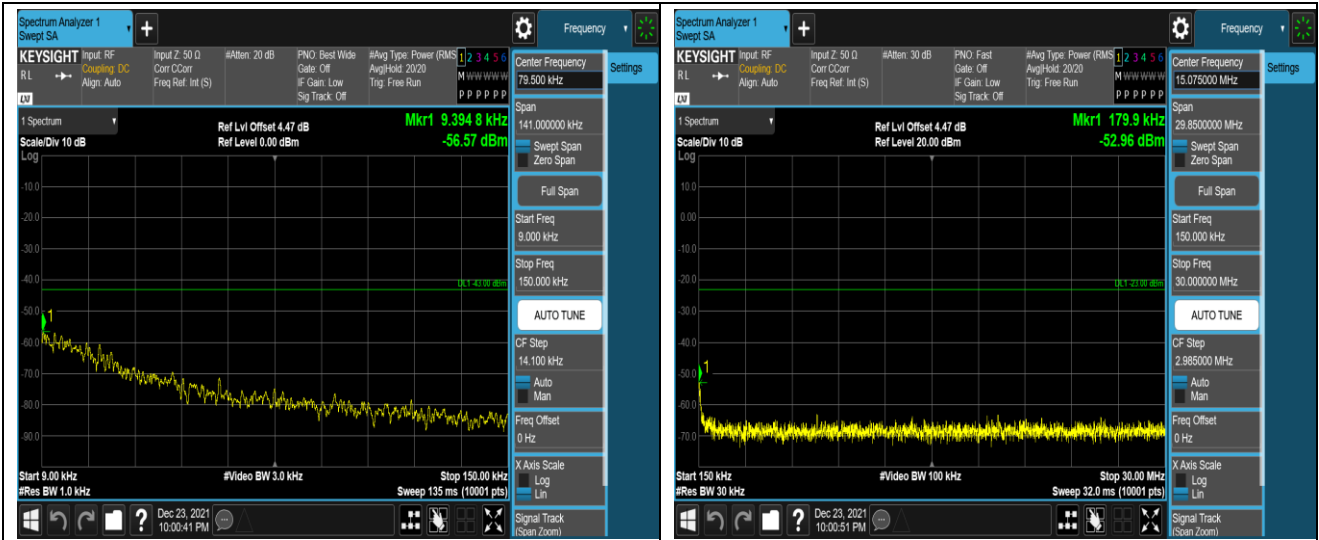 Spectrum Analyzer 1
Swept SA
+
Frequency
KEYSIGHT
RL
LXI
Input: RF
Coupling: DC
Align: Auto
Input Z: 50 Ω
Corr CCorr
Freq Ref: Int (S)
#Atten: 20 dB
PNO: Best Wide
Gate: Off
IF Gain: Low
Sig Track: Off
#Avg Type: Power (RMS
Avg|Hold: 20/20
Trig: Free Run
1 2 3 4 5 6
M W W W W W
P P P P P P
Center Frequency
79.500 kHz
Settings
Span
141.000000 kHz
Swept Span
Zero Span
Full Span
Start Freq
9.000 kHz
Stop Freq
150.000 kHz
AUTO TUNE
CF Step
14.100 kHz
Auto
Man
Freq Offset
0 Hz
X Axis Scale
Log
Lin
Signal Track
(Span Zoom)
1 Spectrum
Scale/Div 10 dB
Log
Ref Lvl Offset 4.47 dB
Ref Level 0.00 dBm
Mkr1 9.394 8 kHz
-56.57 dBm
-10.0
-20.0
-30.0
-40.0
DL1 -43.00 dBm
-50.0
1
-60.0
-70.0
-80.0
-90.0
Start 9.00 kHz
#Res BW 1.0 kHz
#Video BW 3.0 kHz
Stop 150.00 kHz
Sweep 135 ms (10001 pts)
?
Dec 23, 2021
10:00:41 PM
Spectrum Analyzer 1
Swept SA
+
Frequency
KEYSIGHT
RL
LXI
Input: RF
Coupling: DC
Align: Auto
Input Z: 50 Ω
Corr CCorr
Freq Ref: Int (S)
#Atten: 30 dB
PNO: Fast
Gate: Off
IF Gain: Low
Sig Track: Off
#Avg Type: Power (RMS
Avg|Hold: 20/20
Trig: Free Run
1 2 3 4 5 6
M W W W W W
P P P P P P
Center Frequency
15.075000 MHz
Settings
Span
29.8500000 MHz
Swept Span
Zero Span
Full Span
Start Freq
150.000 kHz
Stop Freq
30.000000 MHz
AUTO TUNE
CF Step
2.985000 MHz
Auto
Man
Freq Offset
0 Hz
X Axis Scale
Log
Lin
Signal Track
(Span Zoom)
1 Spectrum
Scale/Div 10 dB
Log
Ref Lvl Offset 4.47 dB
Ref Level 20.00 dBm
Mkr1 179.9 kHz
-52.96 dBm
10.0
0.00
-10.0
-20.0
DL1 -23.00 dBm
-30.0
-40.0
1
-50.0
-60.0
-70.0
Start 150 kHz
#Res BW 30 kHz
#Video BW 100 kHz
Stop 30.00 MHz
Sweep 32.0 ms (10001 pts)
?
Dec 23, 2021
10:00:51 PM